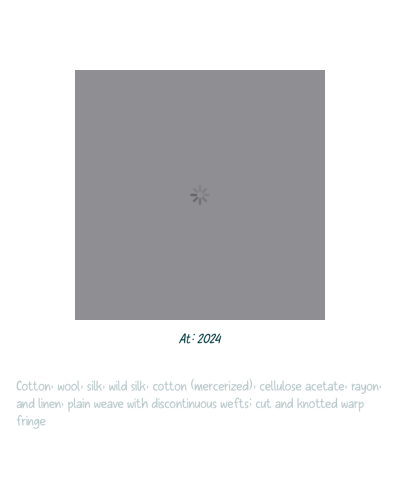 At: 2024
Cotton, wool, silk, wild silk, cotton (mercerized), cellulose acetate, rayon,
and linen; plain weave with discontinuous wefts; cut and knotted warp
fringe